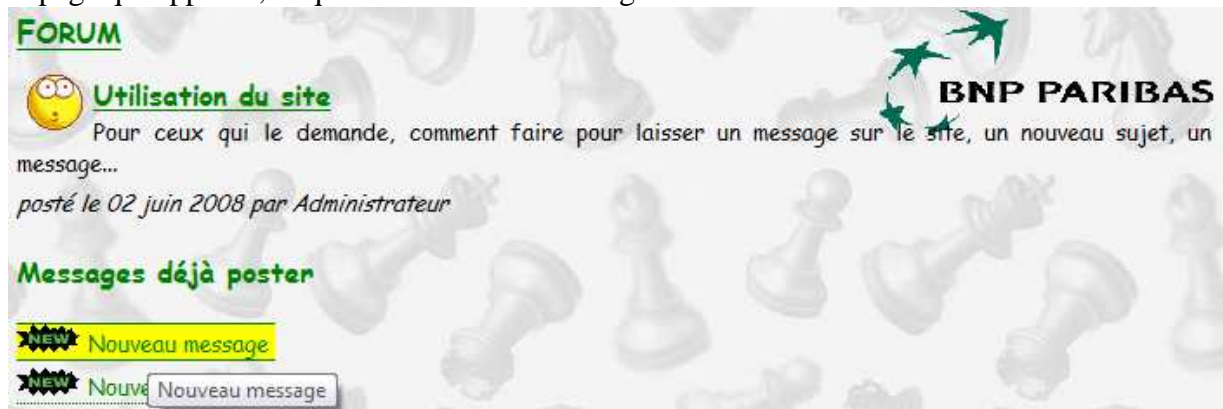 FORUM
BNP PARIBAS
Utilisation du site
Pour ceux qui le demande, comment faire pour laisser un message sur le site, un nouveau sujet, un
message...
posté le 02 juin 2008 par Administrateur
Messages déjà poster
NEW Nouveau message
NEW Nouve
Nouveau message